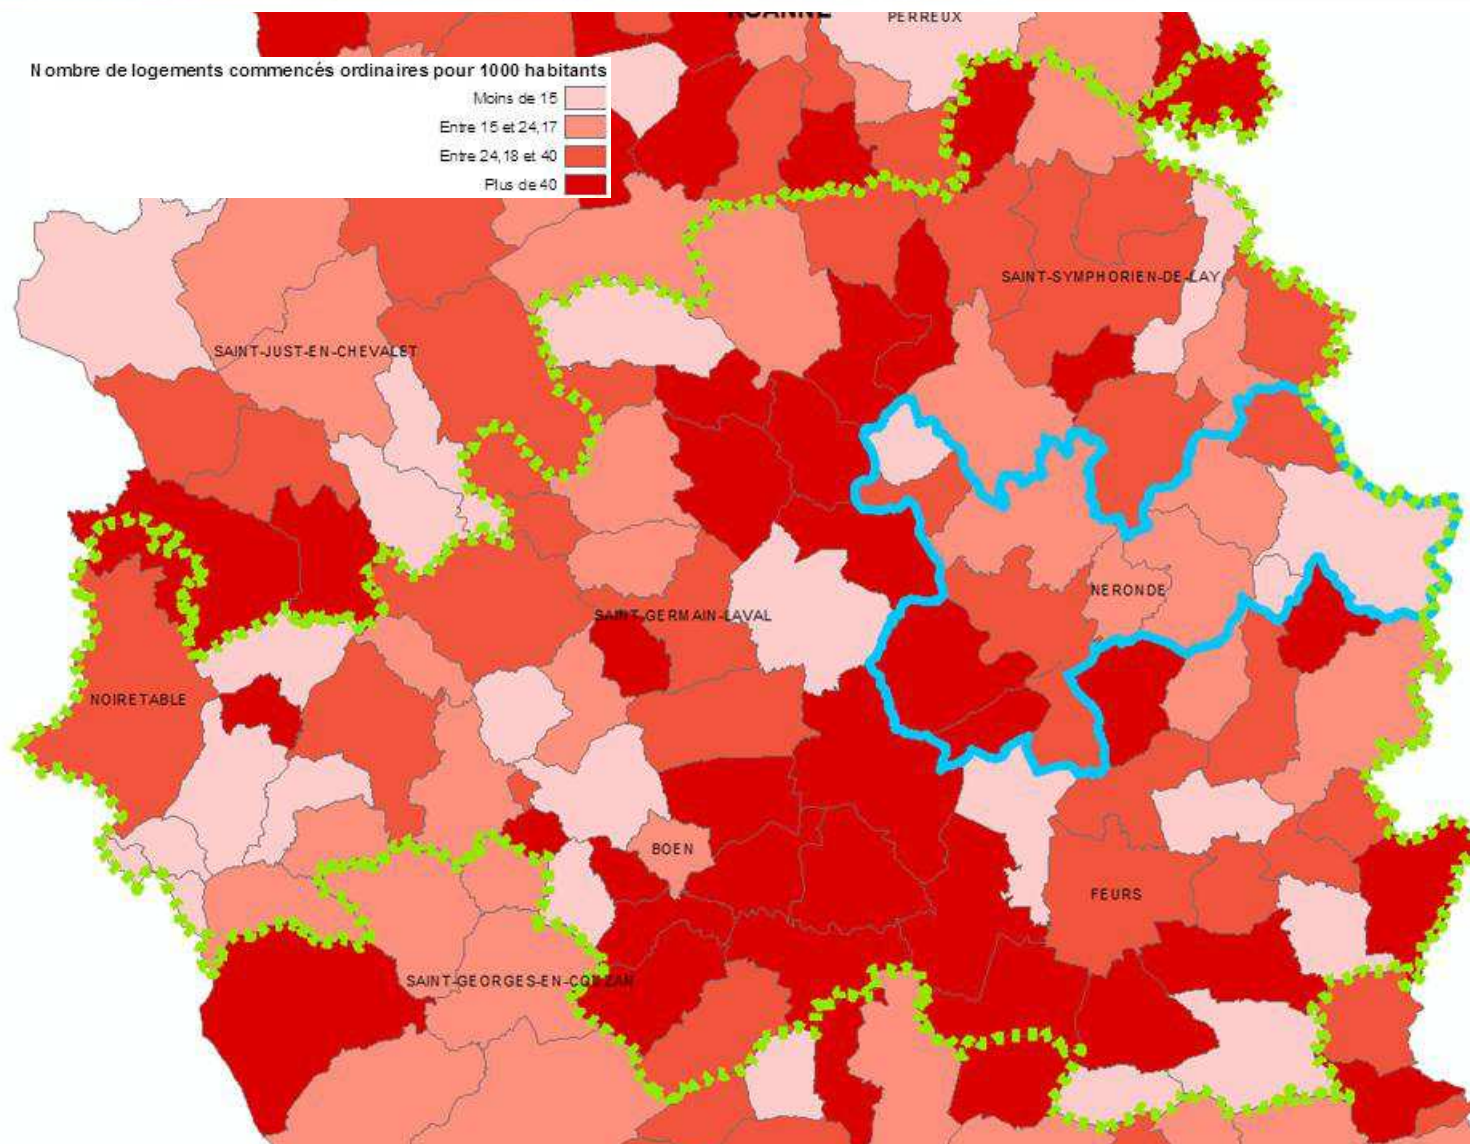 ROANNE
PERREUX
Nombre de logements commencés ordinaires pour 1000 habitants
Moins de 15
Entre 15 et 24,17
Entre 24,18 et 40
Plus de 40
SAINT-SYMPHORIEN-DE-LAY
SAINT-JUST-EN-CHEVALET
NERONDE
SAINT-GERMAIN-LAVAL
NOIRETABLE
BOEN
FEURS
SAINT-GEORGES-EN-COUZAN